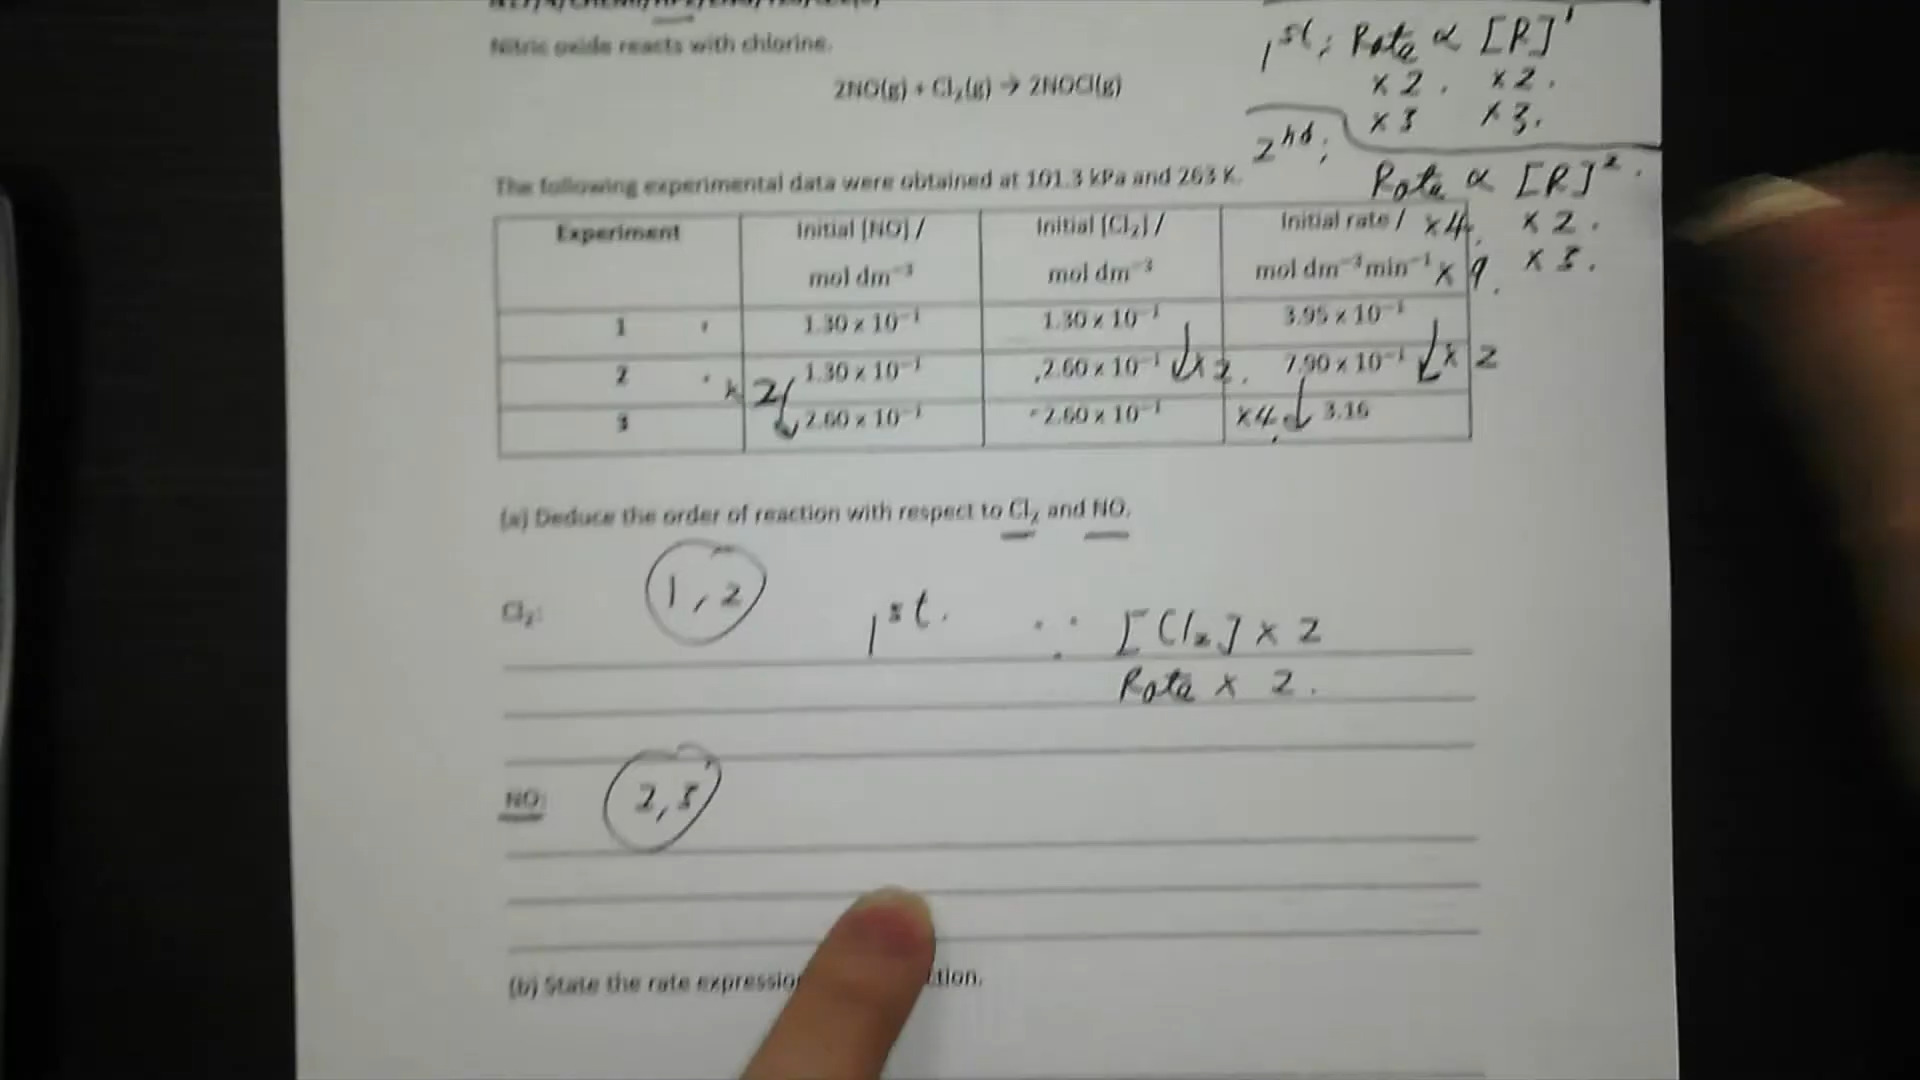 Nitric oxide reacts with chlorine.
2NO(g) + Cl₂(g) → 2NOCl(g)
1st; Rate ∝ [R]¹
×2. ×2.
×3 ×3.
2nd;
Rate ∝ [R]².
×4. ×2.
×9. ×3.
The following experimental data were obtained at 101.3 kPa and 263 K.
Experiment | Initial [NO] / mol dm⁻³ | Initial [Cl₂] / mol dm⁻³ | Initial rate / mol dm⁻³min⁻¹
1 | 1.30 x 10⁻¹ | 1.30 x 10⁻¹ | 3.95 x 10⁻¹
2 | 1.30 x 10⁻¹ | 2.60 x 10⁻¹ | 7.90 x 10⁻¹
3 | 2.60 x 10⁻¹ | 2.60 x 10⁻¹ | 3.16
×2 ↓
↓ ×2.
↓ ×2
×4. ↓
(a) Deduce the order of reaction with respect to Cl₂ and NO.
Cl₂: 1, 2 1st. ∵ [Cl₂] × 2
Rate × 2.
NO: 2, 3
(b) State the rate